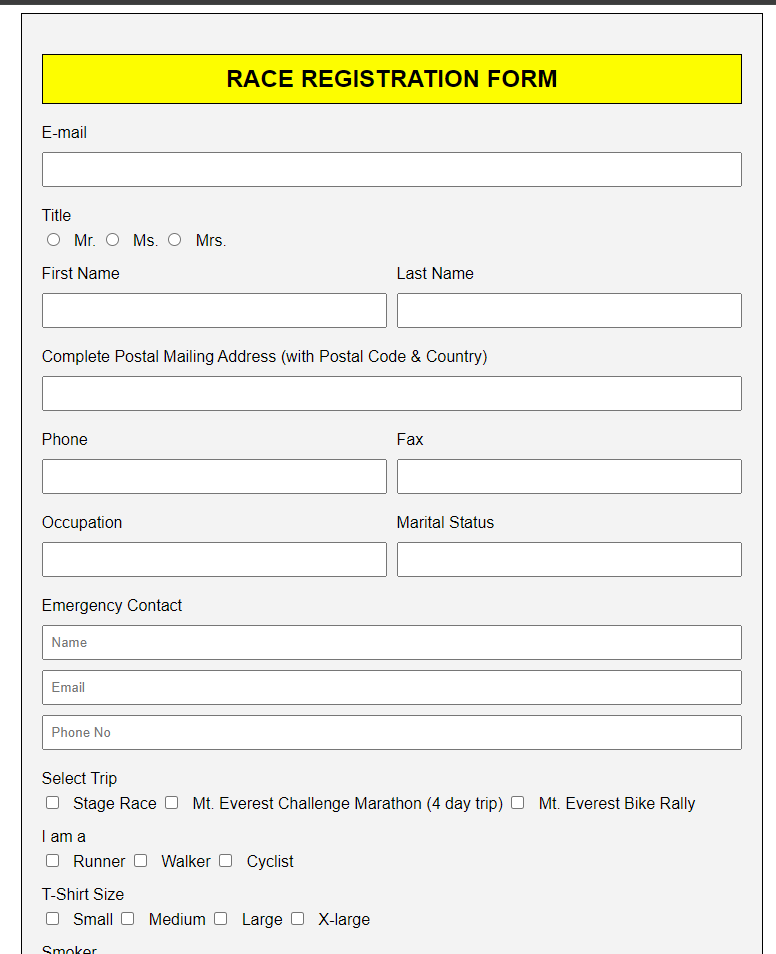 RACE REGISTRATION FORM
E-mail
Title
Mr. Ms. Mrs.
First Name Last Name
Complete Postal Mailing Address (with Postal Code & Country)
Phone Fax
Occupation Marital Status
Emergency Contact
Name
Email
Phone No
Select Trip
Stage Race Mt. Everest Challenge Marathon (4 day trip) Mt. Everest Bike Rally
I am a
Runner Walker Cyclist
T-Shirt Size
Small Medium Large X-large
Smoker